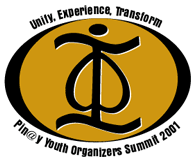 Unity, Experience, Transform
Pin@y Youth Organizers Summit 2001